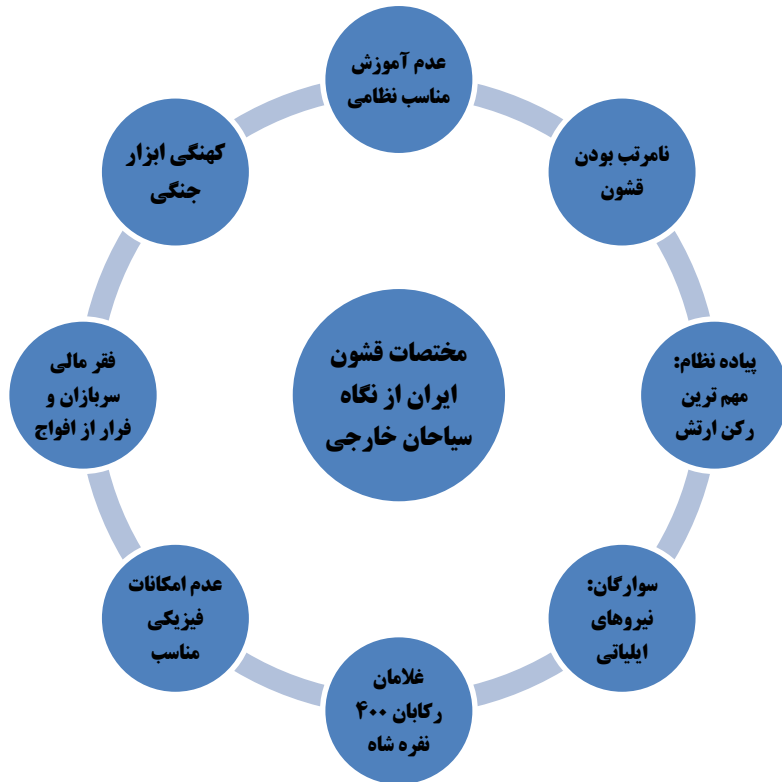 مختصات قشون
ایران از نگاه
سیاحان خارجی
عدم آموزش
مناسب نظامی
نامرتب بودن
قشون
پیاده نظام:
مهم ترین
رکن ارتش
سوارگان:
نیروهای
ایلیاتی
غلامان
رکابان ۴۰۰
نفره شاه
عدم امکانات
فیزیکی
مناسب
فقر مالی
سربازان و
فرار از افواج
کهنگی ابزار
جنگی